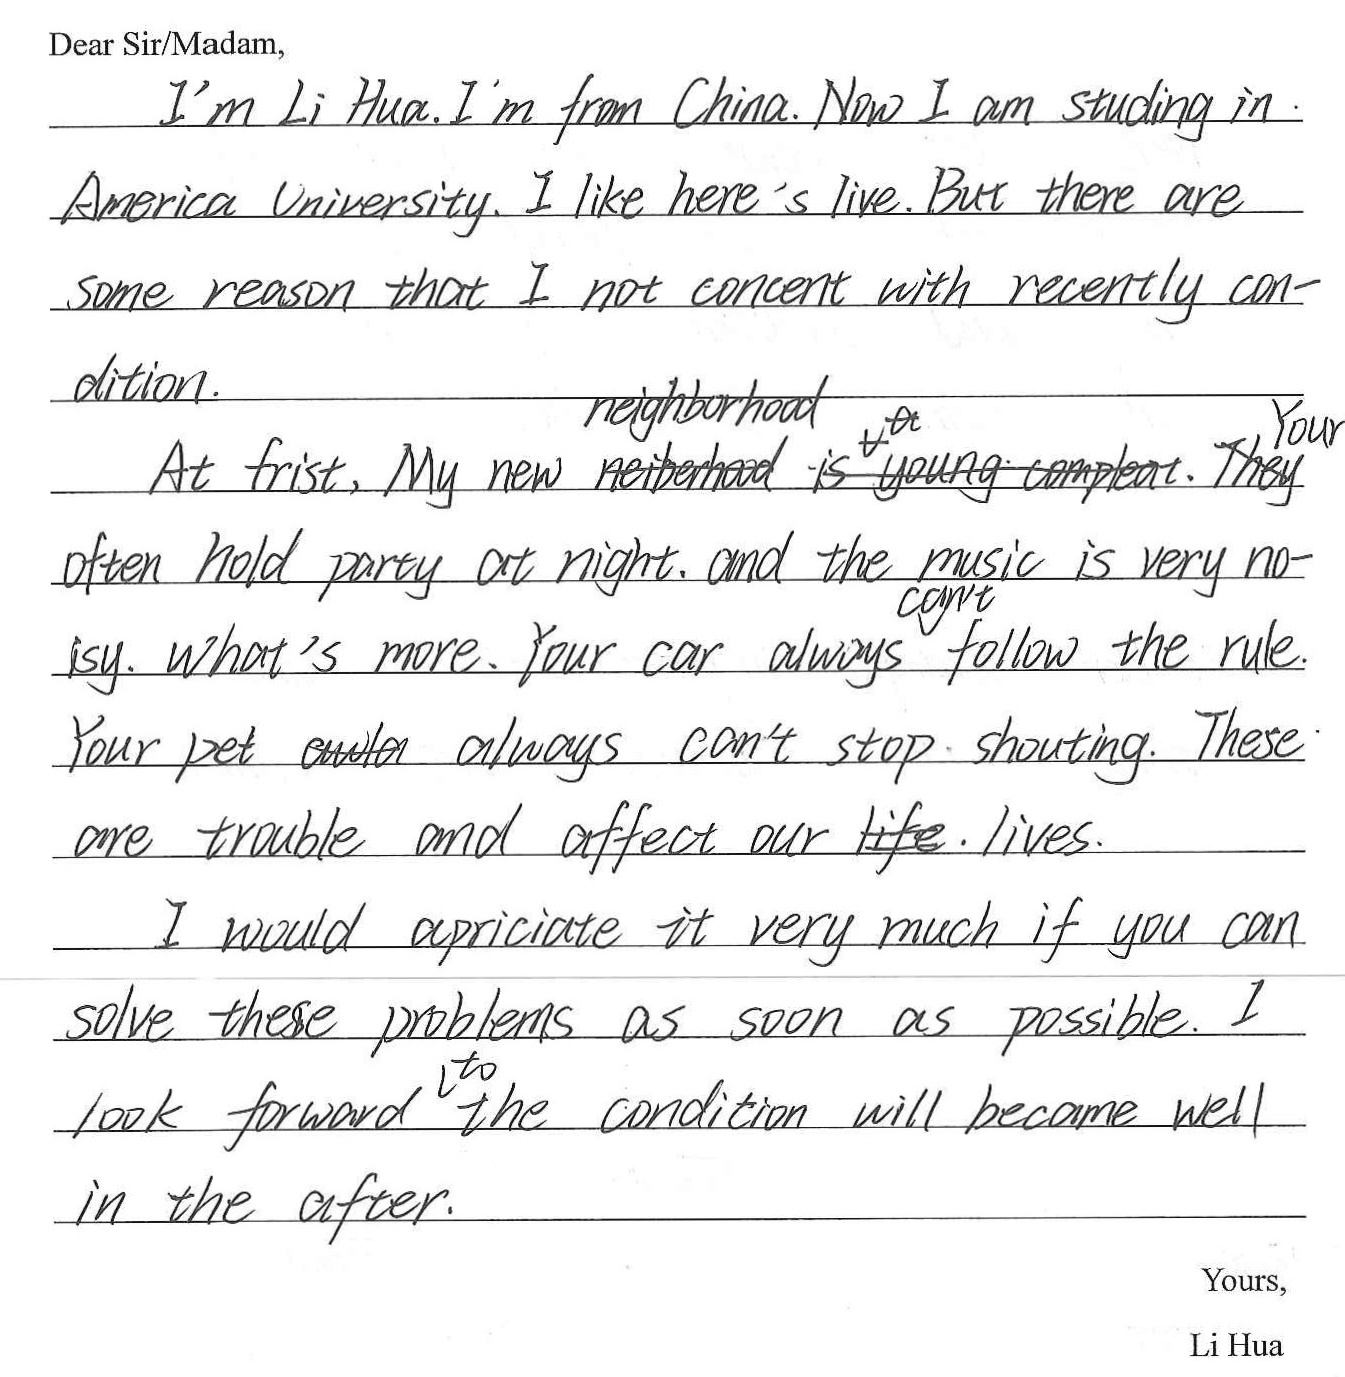 Dear Sir/Madam,
I'm Li Hua. I'm from China. Now I am studing in
America University. I like here's live. But there are
some reason that I not concent with recently con-
dition.
neighborhood
At frist, My new neiberhood is young compleat. They Your
often hold party at night. and the music is very no-
can't
isy. What's more. Your car always follow the rule.
Your pet always can't stop shouting. These
are trouble and affect our life. lives.
I would apriciate it very much if you can
solve these problems as soon as possible. I
to
look forward the condition will became well
in the after.
Yours,
Li Hua